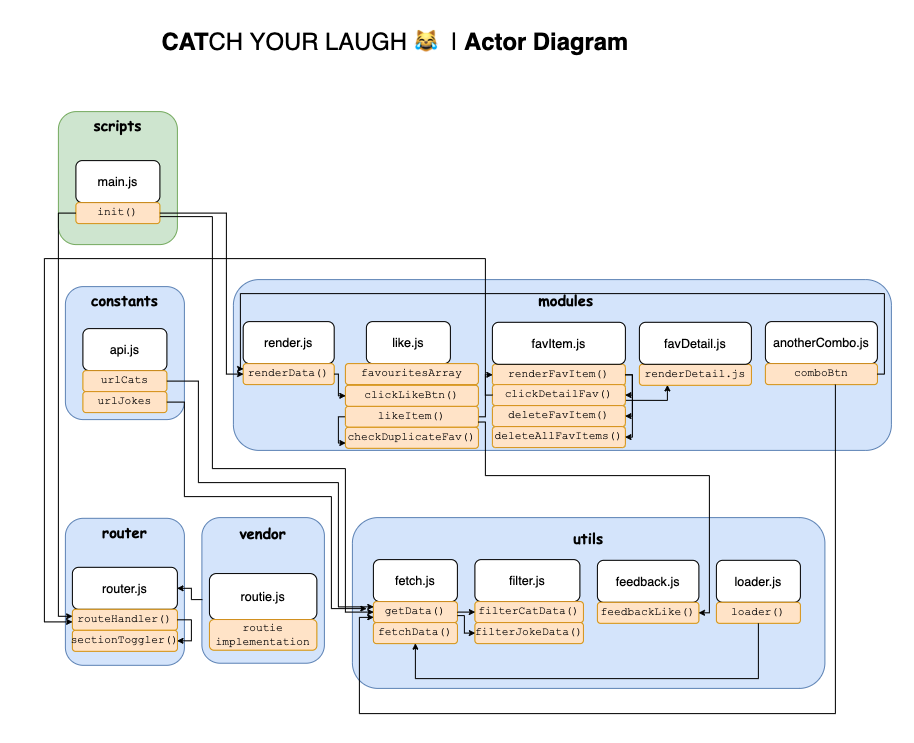 CATCH YOUR LAUGH 😹 | Actor Diagram
scripts
main.js
init()
constants
api.js
urlCats
urlJokes
modules
render.js
renderData()
like.js
favouritesArray
clickLikeBtn()
likeItem()
checkDuplicateFav()
favItem.js
renderFavItem()
clickDetailFav()
deleteFavItem()
deleteAllFavItems()
favDetail.js
renderDetail.js
anotherCombo.js
comboBtn
router
router.js
routeHandler()
sectionToggler()
vendor
routie.js
routie
implementation
utils
fetch.js
getData()
fetchData()
filter.js
filterCatData()
filterJokeData()
feedback.js
feedbackLike()
loader.js
loader()